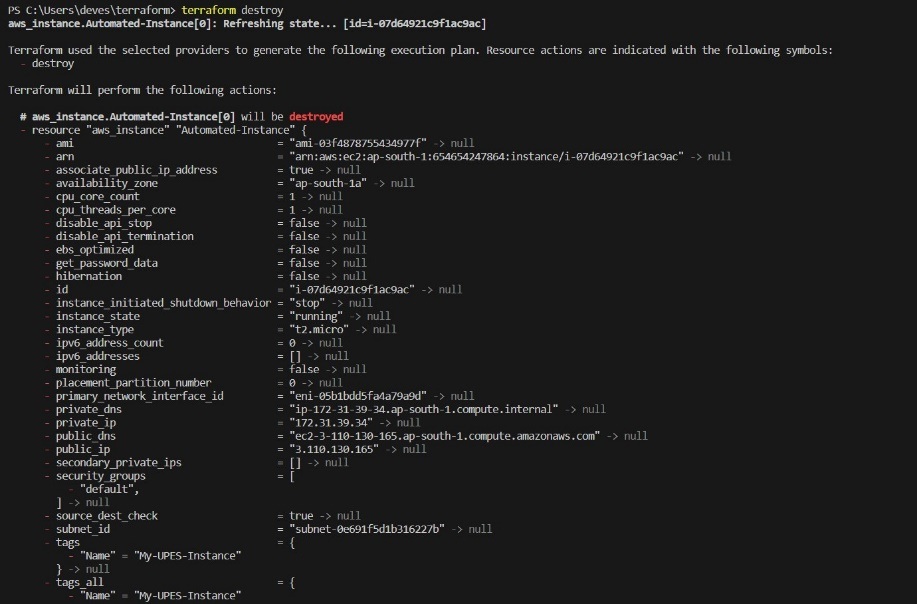 PS C:\Users\deves\terraform> terraform destroy
aws_instance.Automated-Instance[0]: Refreshing state... [id=i-07d64921c9f1ac9ac]
Terraform used the selected providers to generate the following execution plan. Resource actions are indicated with the following symbols:
- destroy
Terraform will perform the following actions:
# aws_instance.Automated-Instance[0] will be destroyed
- resource "aws_instance" "Automated-Instance" {
- ami = "ami-03f4878755434977f" -> null
- arn = "arn:aws:ec2:ap-south-1:654654247864:instance/i-07d64921c9f1ac9ac" -> null
- associate_public_ip_address = true -> null
- availability_zone = "ap-south-1a" -> null
- cpu_core_count = 1 -> null
- cpu_threads_per_core = 1 -> null
- disable_api_stop = false -> null
- disable_api_termination = false -> null
- ebs_optimized = false -> null
- get_password_data = false -> null
- hibernation = false -> null
- id = "i-07d64921c9f1ac9ac" -> null
- instance_initiated_shutdown_behavior = "stop" -> null
- instance_state = "running" -> null
- instance_type = "t2.micro" -> null
- ipv6_address_count = 0 -> null
- ipv6_addresses = [] -> null
- monitoring = false -> null
- placement_partition_number = 0 -> null
- primary_network_interface_id = "eni-05b1bdd5fa4a79a9d" -> null
- private_dns = "ip-172-31-39-34.ap-south-1.compute.internal" -> null
- private_ip = "172.31.39.34" -> null
- public_dns = "ec2-3-110-130-165.ap-south-1.compute.amazonaws.com" -> null
- public_ip = "3.110.130.165" -> null
- secondary_private_ips = [] -> null
- security_groups = [
- "default",
] -> null
- source_dest_check = true -> null
- subnet_id = "subnet-0e691f5d1b316227b" -> null
- tags = {
- "Name" = "My-UPES-Instance"
} -> null
- tags_all = {
- "Name" = "My-UPES-Instance"